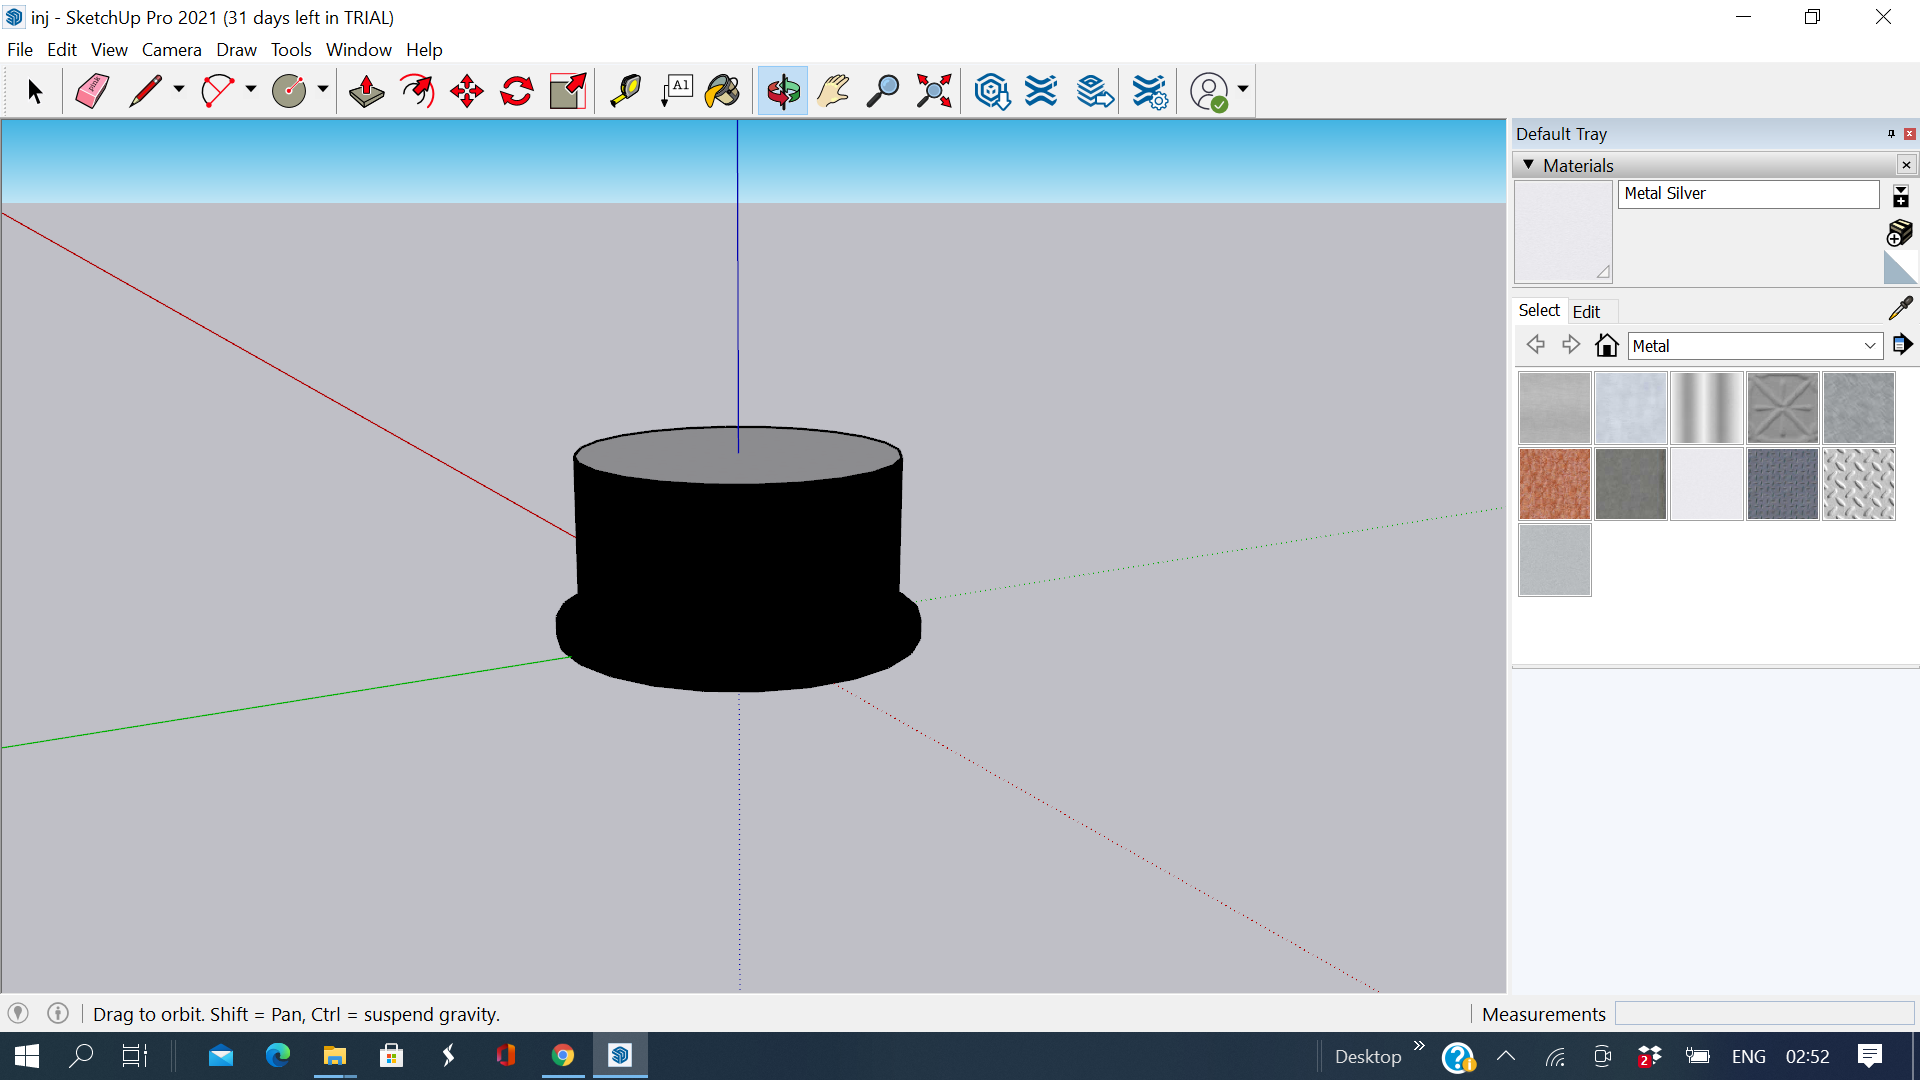 inj - SketchUp Pro 2021 (31 days left in TRIAL)
File Edit View Camera Draw Tools Window Help
A1
Default Tray
Materials
Metal Silver
Select Edit
Metal
Drag to orbit. Shift = Pan, Ctrl = suspend gravity.
Measurements
Desktop
2
ENG 02:52